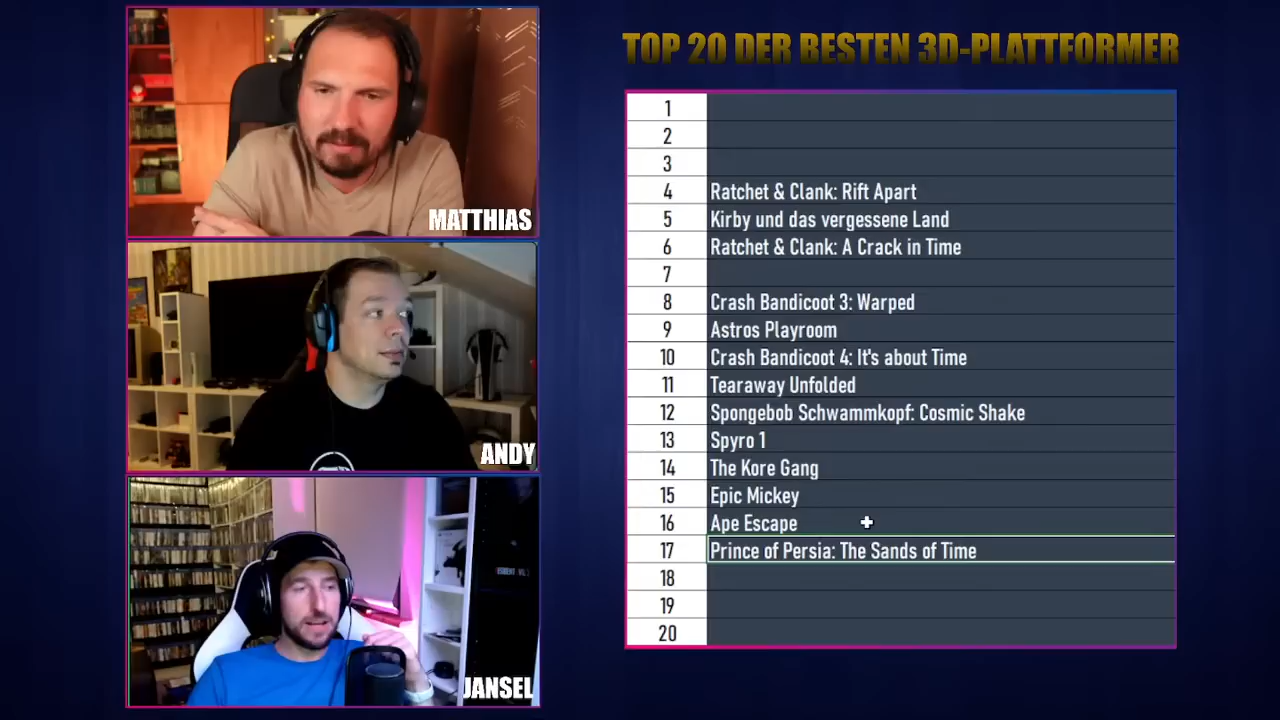 TOP 20 DER BESTEN 3D-PLATTFORMER
MATTHIAS
ANDY
JANSEL
1
2
3
4 Ratchet & Clank: Rift Apart
5 Kirby und das vergessene Land
6 Ratchet & Clank: A Crack in Time
7
8 Crash Bandicoot 3: Warped
9 Astros Playroom
10 Crash Bandicoot 4: It's about Time
11 Tearaway Unfolded
12 Spongebob Schwammkopf: Cosmic Shake
13 Spyro 1
14 The Kore Gang
15 Epic Mickey
16 Ape Escape
17 Prince of Persia: The Sands of Time
18
19
20